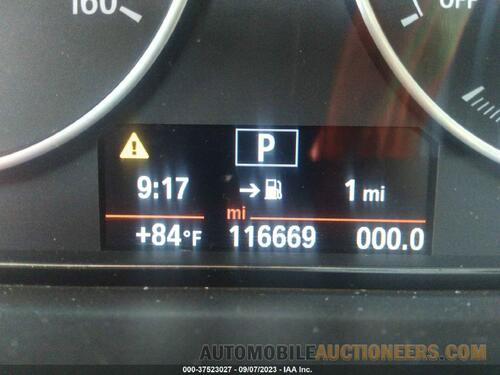 160
OFF
P
9:17 → 1 mi
mi
+84°F 116669 000.0
AUTOMOBILEAUCTIONEERS.COM
000-37523027 - 09/07/2023 - IAA Inc.